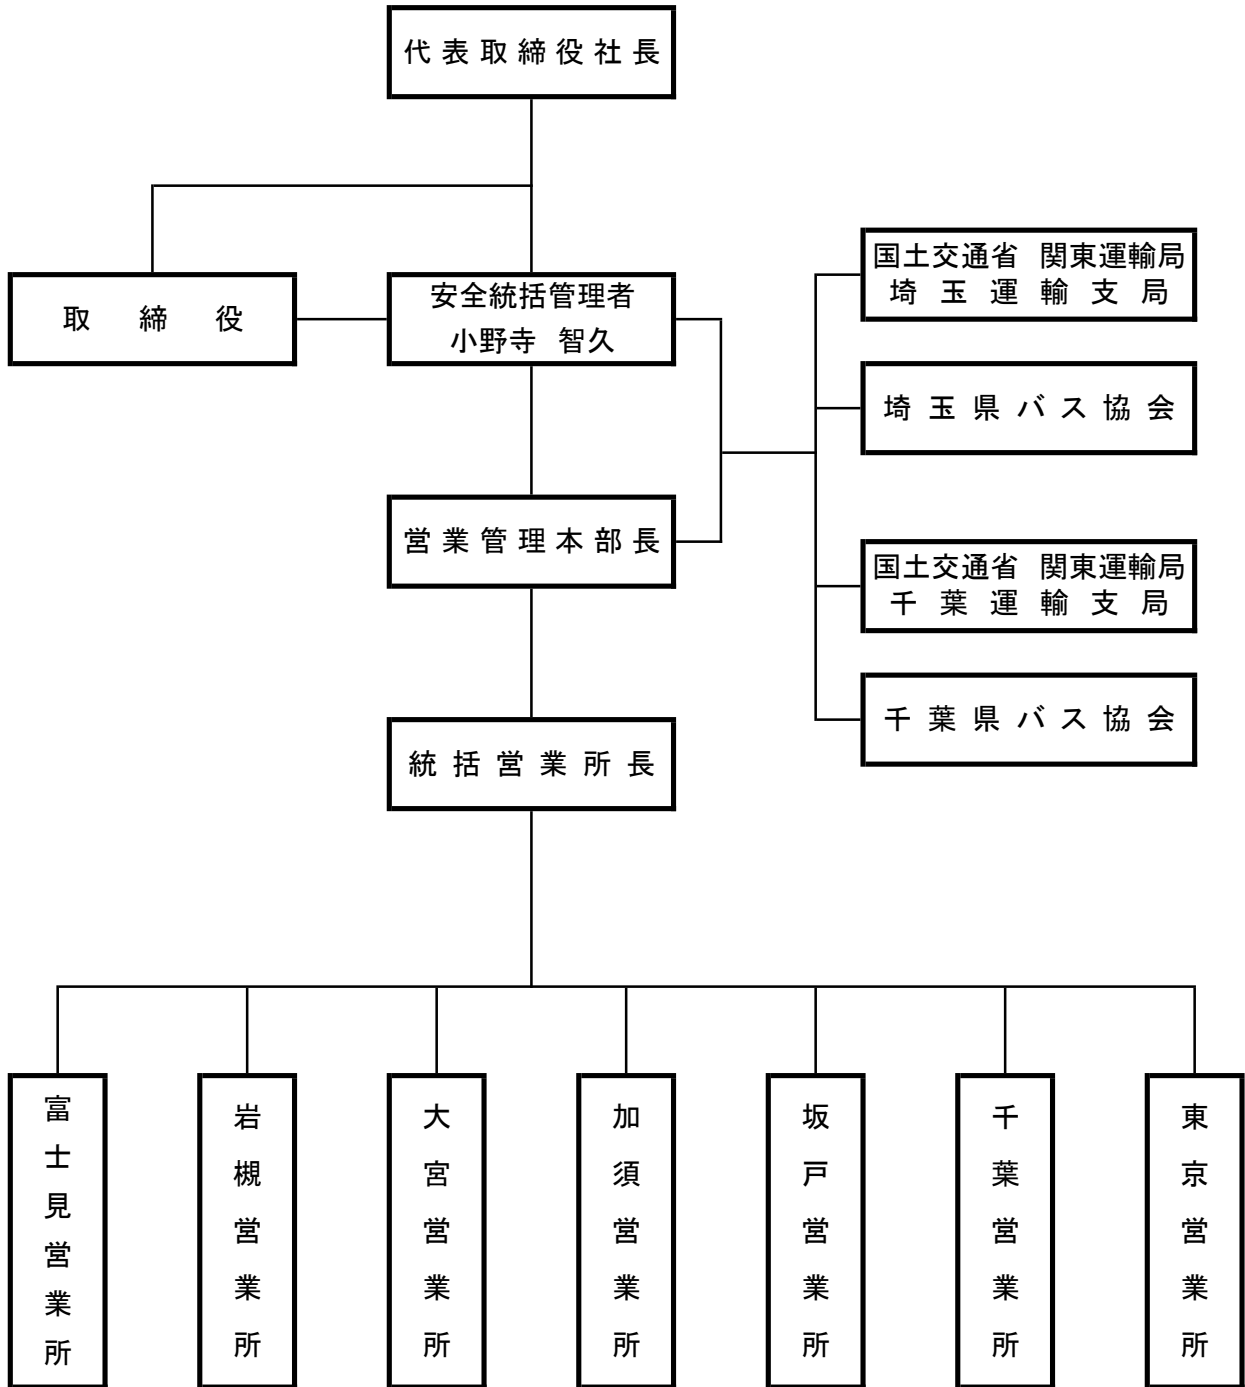 代表取締役社長
取締役
安全統括管理者
小野寺 智久
国土交通省 関東運輸局
埼玉運輸支局
埼玉県バス協会
営業管理本部長
国土交通省 関東運輸局
千葉運輸支局
千葉県バス協会
統括営業所長
富士見営業所
岩槻営業所
大宮営業所
加須営業所
坂戸営業所
千葉営業所
東京営業所